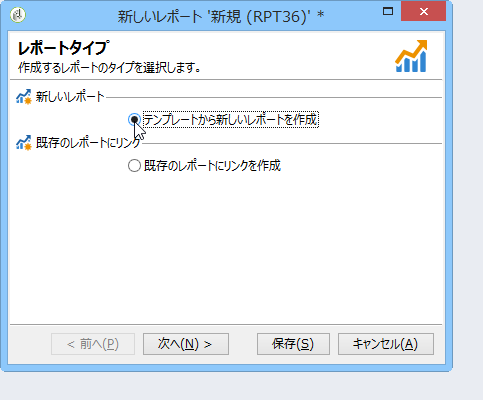 新しいレポート '新規 (RPT36)' *
レポートタイプ
作成するレポートのタイプを選択します。
新しいレポート
テンプレートから新しいレポートを作成
既存のレポートにリンク
既存のレポートにリンクを作成
< 前へ(P)
次へ(N) >
保存(S)
キャンセル(A)